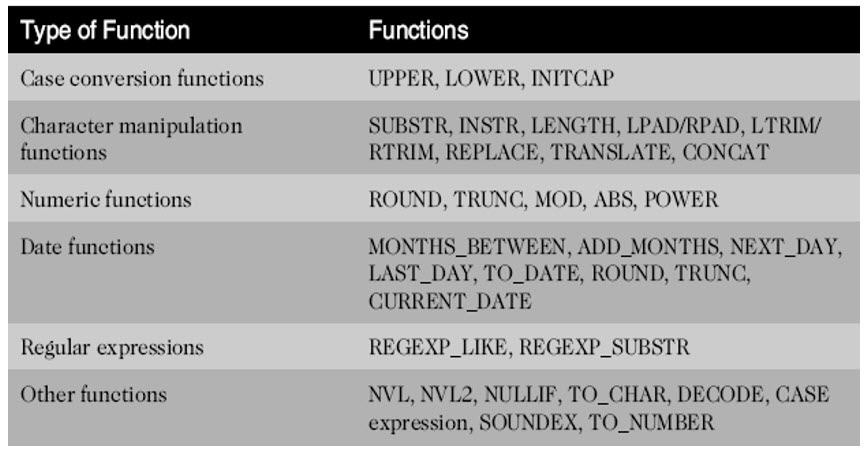 Type of Function Functions
Case conversion functions UPPER, LOWER, INITCAP
Character manipulation SUBSTR, INSTR, LENGTH, LPAD/RPAD, LTRIM/
functions RTRIM, REPLACE, TRANSLATE, CONCAT
Numeric functions ROUND, TRUNC, MOD, ABS, POWER
Date functions MONTHS_BETWEEN, ADD_MONTHS, NEXT_DAY,
LAST_DAY, TO_DATE, ROUND, TRUNC,
CURRENT_DATE
Regular expressions REGEXP_LIKE, REGEXP_SUBSTR
Other functions NVL, NVL2, NULLIF, TO_CHAR, DECODE, CASE
expression, SOUNDEX, TO_NUMBER